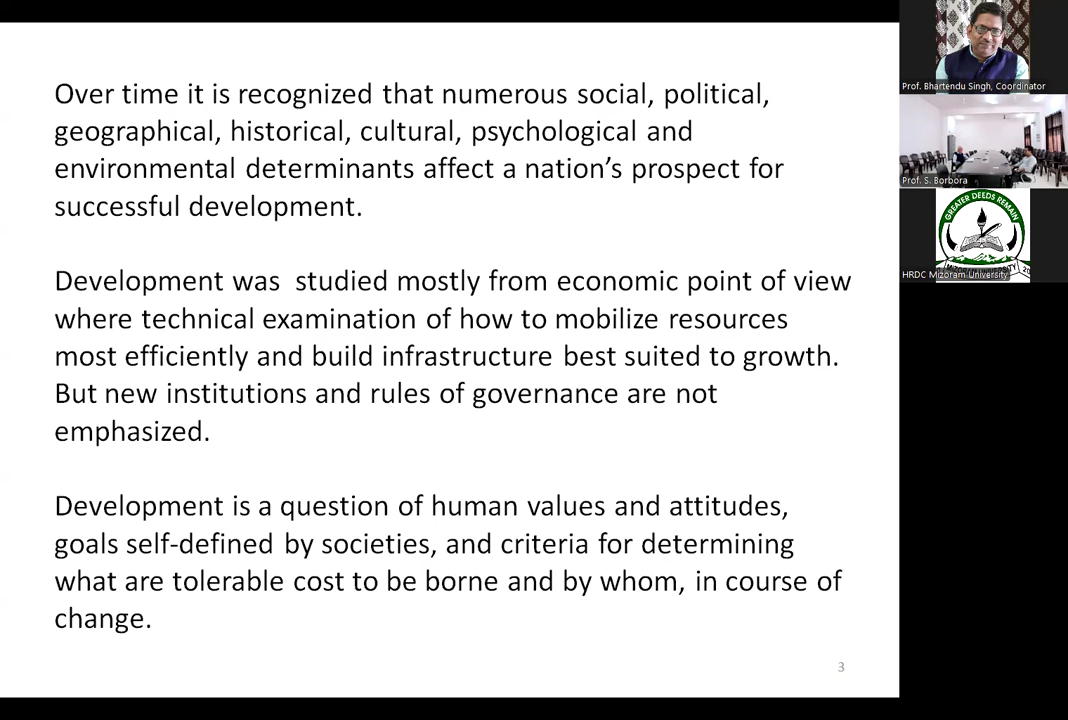 Over time it is recognized that numerous social, political,
geographical, historical, cultural, psychological and
environmental determinants affect a nation’s prospect for
successful development.
Development was  studied mostly from economic point of view
where technical examination of how to mobilize resources
most efficiently and build infrastructure best suited to growth.
But new institutions and rules of governance are not
emphasized.
Development is a question of human values and attitudes,
goals self-defined by societies, and criteria for determining
what are tolerable cost to be borne and by whom, in course of
change.
3
Prof. Bhartendu Singh, Coordinator
Prof. S. Borbora
GREATER DEEDS REMAIN
MIZORAM UNIVERSITY
HRDC Mizoram University